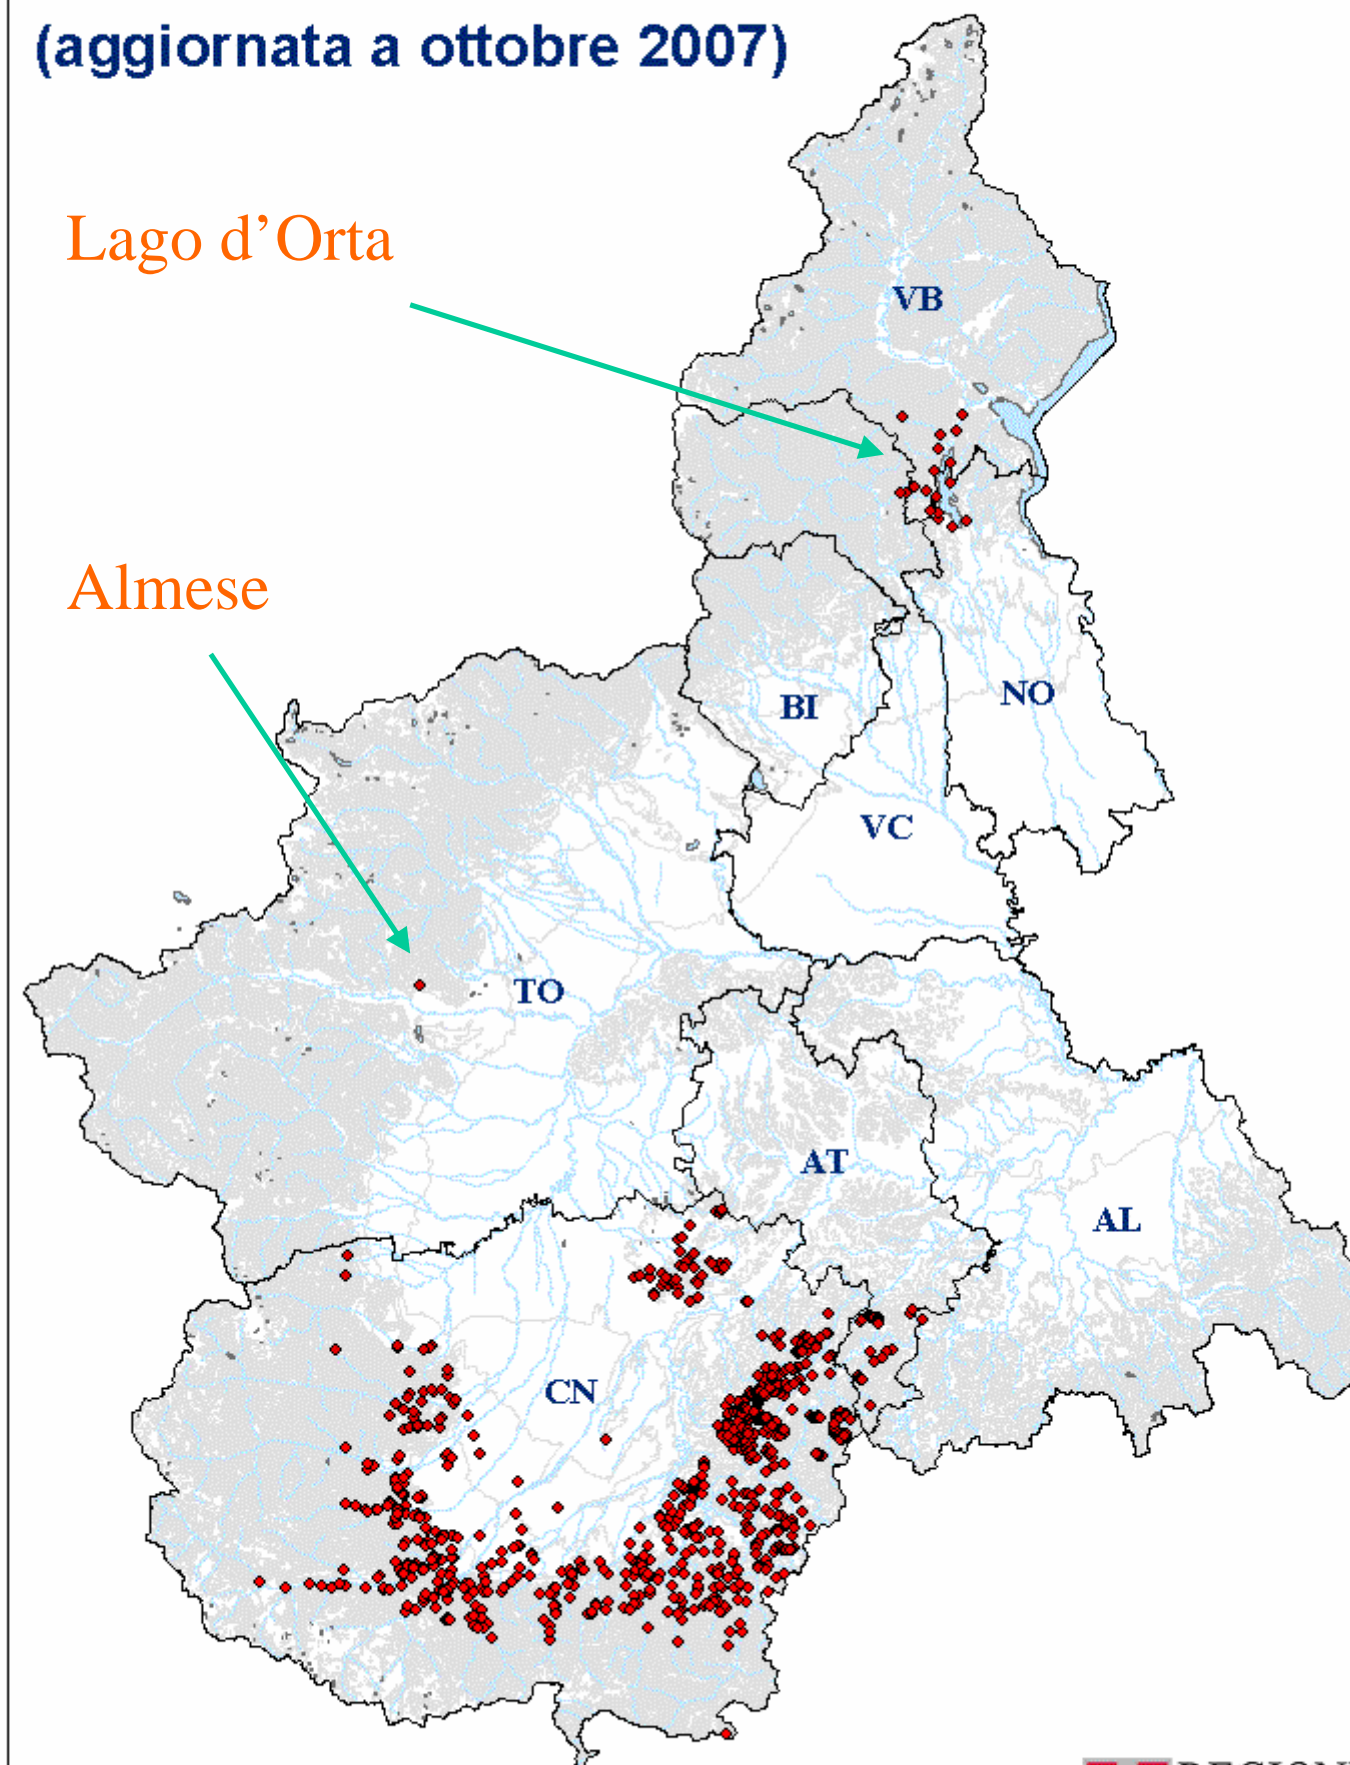 (aggiornata a ottobre 2007)
Lago d’Orta
VB
Almese
BI
NO
VC
TO
AT
AL
CN